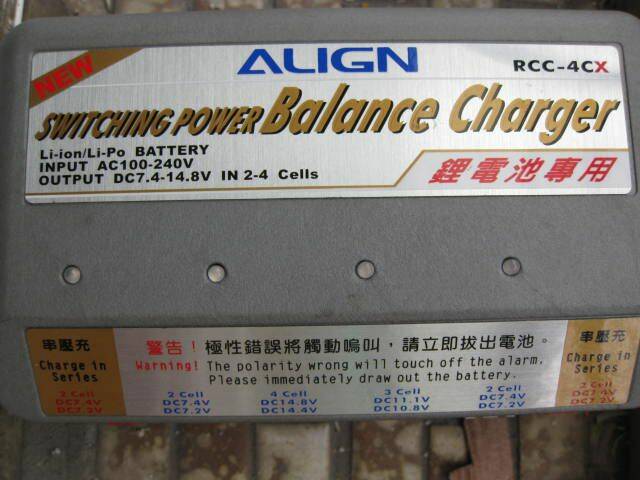 NEW
ALIGN
RCC-4CX
SWITCHING POWER Balance Charger
Li-ion/Li-Po BATTERY
INPUT AC100-240V
OUTPUT DC7.4-14.8V IN 2-4 Cells
鋰電池專用
串壓充
Charge in
Series
警告！極性錯誤將觸動嗚叫，請立即拔出電池。
Warning! The polarity wrong will touch off the alarm.
Please immediately draw out the battery.
串壓充
Charge in
Series
2 Cell 2 Cell 4 Cell 3 Cell 2 Cell 2 Cell
DC7.4V DC7.4V DC14.8V DC11.1V DC7.4V DC7.4V
DC7.2V DC7.2V DC14.4V DC10.8V DC7.2V DC7.2V